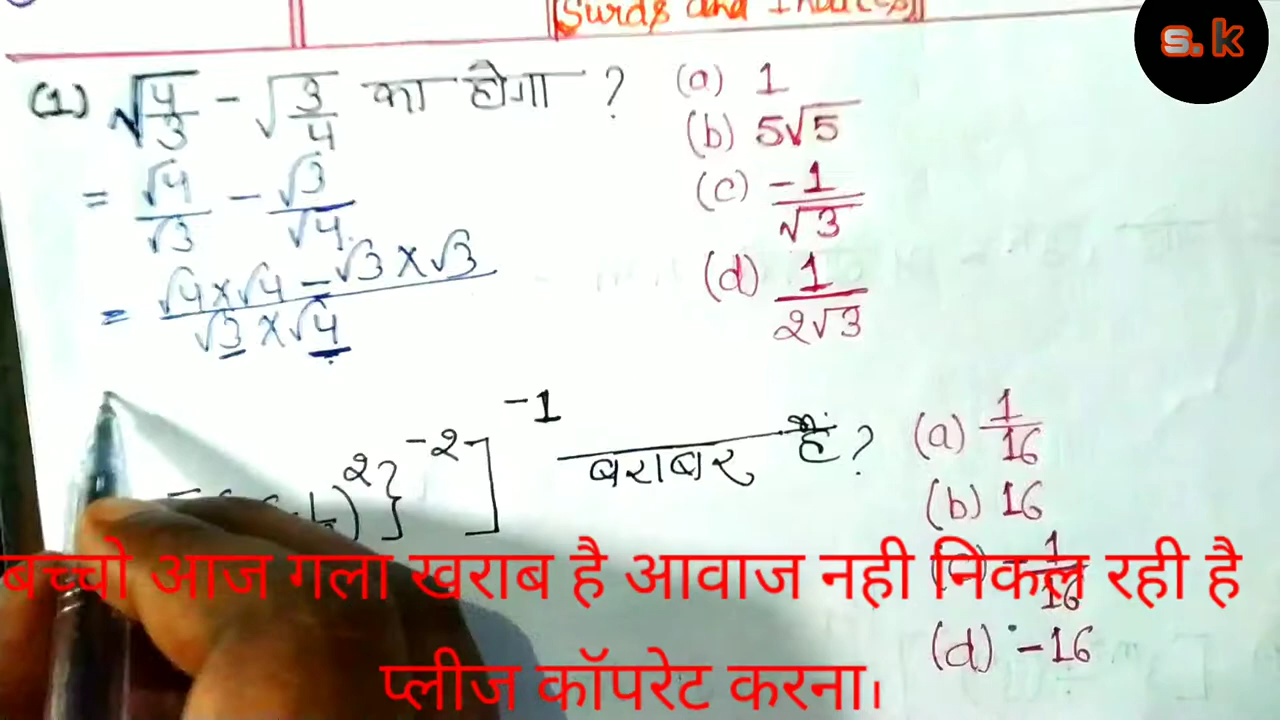 Surds and Indices
s.k
(1) √4/3 - √3/4 का होगा ?
(a) 1
(b) 5√5
(c) -1/√3
(d) 1/2√3
= √4/√3 - √3/√4
= √4×√4 - √3×√3 / √3×√4
)²}⁻²]⁻¹ बराबर है ?
(a) 1/16
(b) 16
1/16
(d) -16
बच्चो आज गला खराब है आवाज नही निकल रही है
प्लीज कॉपरेट करना।